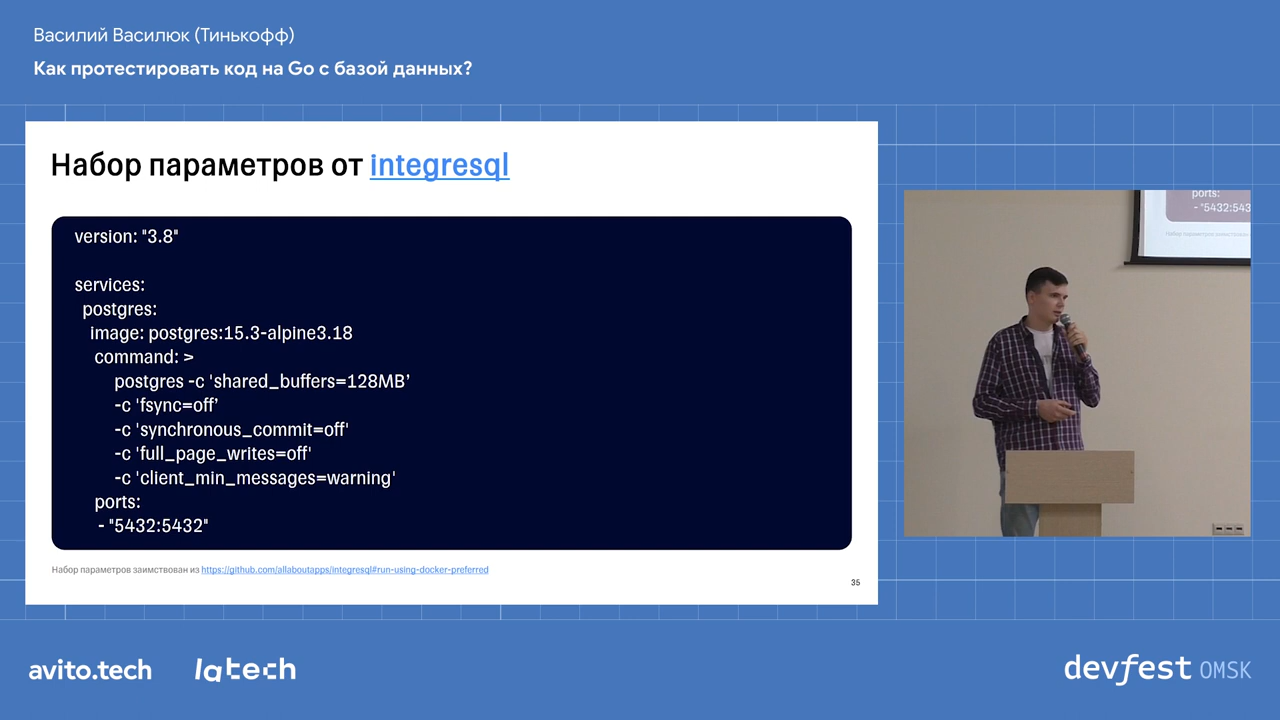 Василий Василюк (Тинькофф)
Как протестировать код на Go с базой данных?
Набор параметров от integresql
version: "3.8"
services:
postgres:
image: postgres:15.3-alpine3.18
command: >
postgres -c 'shared_buffers=128MB’
-c 'fsync=off’
-c 'synchronous_commit=off'
-c 'full_page_writes=off'
-c 'client_min_messages=warning'
ports:
- "5432:5432"
Набор параметров заимствован из https://github.com/allaboutapps/integresql#run-using-docker-preferred
35
ports:
- "5432:543
avito.tech
latech
devfest OMSK